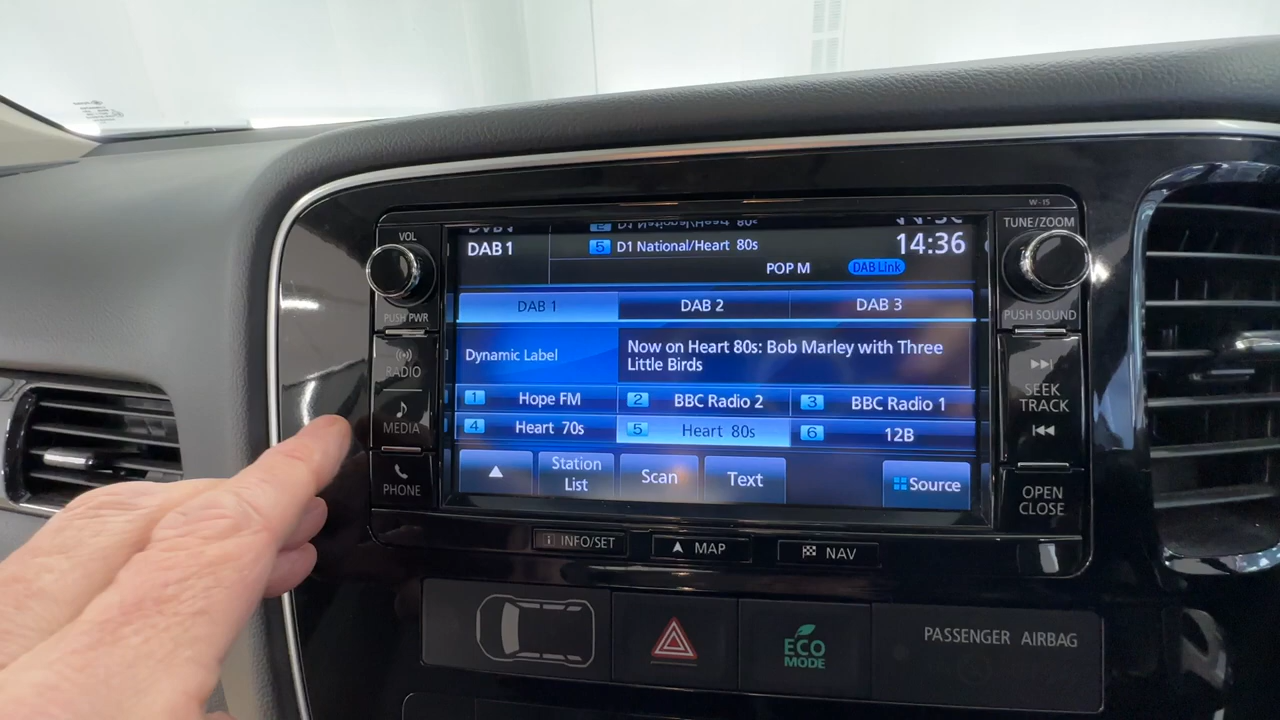 W-15
VOL
PUSH PWR
RADIO
MEDIA
PHONE
DAB1
5 D1 National/Heart 80s
14:36
POP M
DAB Link
DAB 1
DAB 2
DAB 3
Dynamic Label
Now on Heart 80s: Bob Marley with Three
Little Birds
1 Hope FM
2 BBC Radio 2
3 BBC Radio 1
4 Heart 70s
5 Heart 80s
6 12B
Station
List
Scan
Text
Source
TUNE/ZOOM
PUSH SOUND
SEEK
TRACK
OPEN
CLOSE
i INFO/SET
MAP
NAV
ECO
MODE
PASSENGER AIRBAG